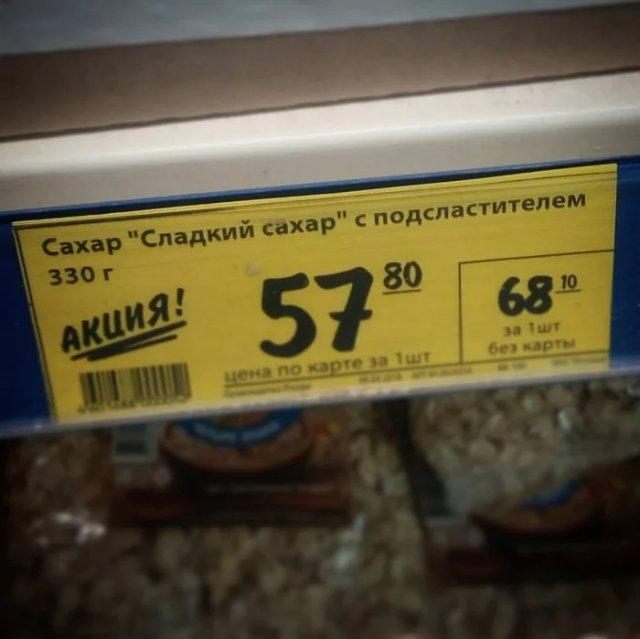 Сахар "Сладкий сахар" с подсластителем
330 г
АКЦИЯ!
57 80
цена по карте за 1шт
68 10
за 1шт
без карты